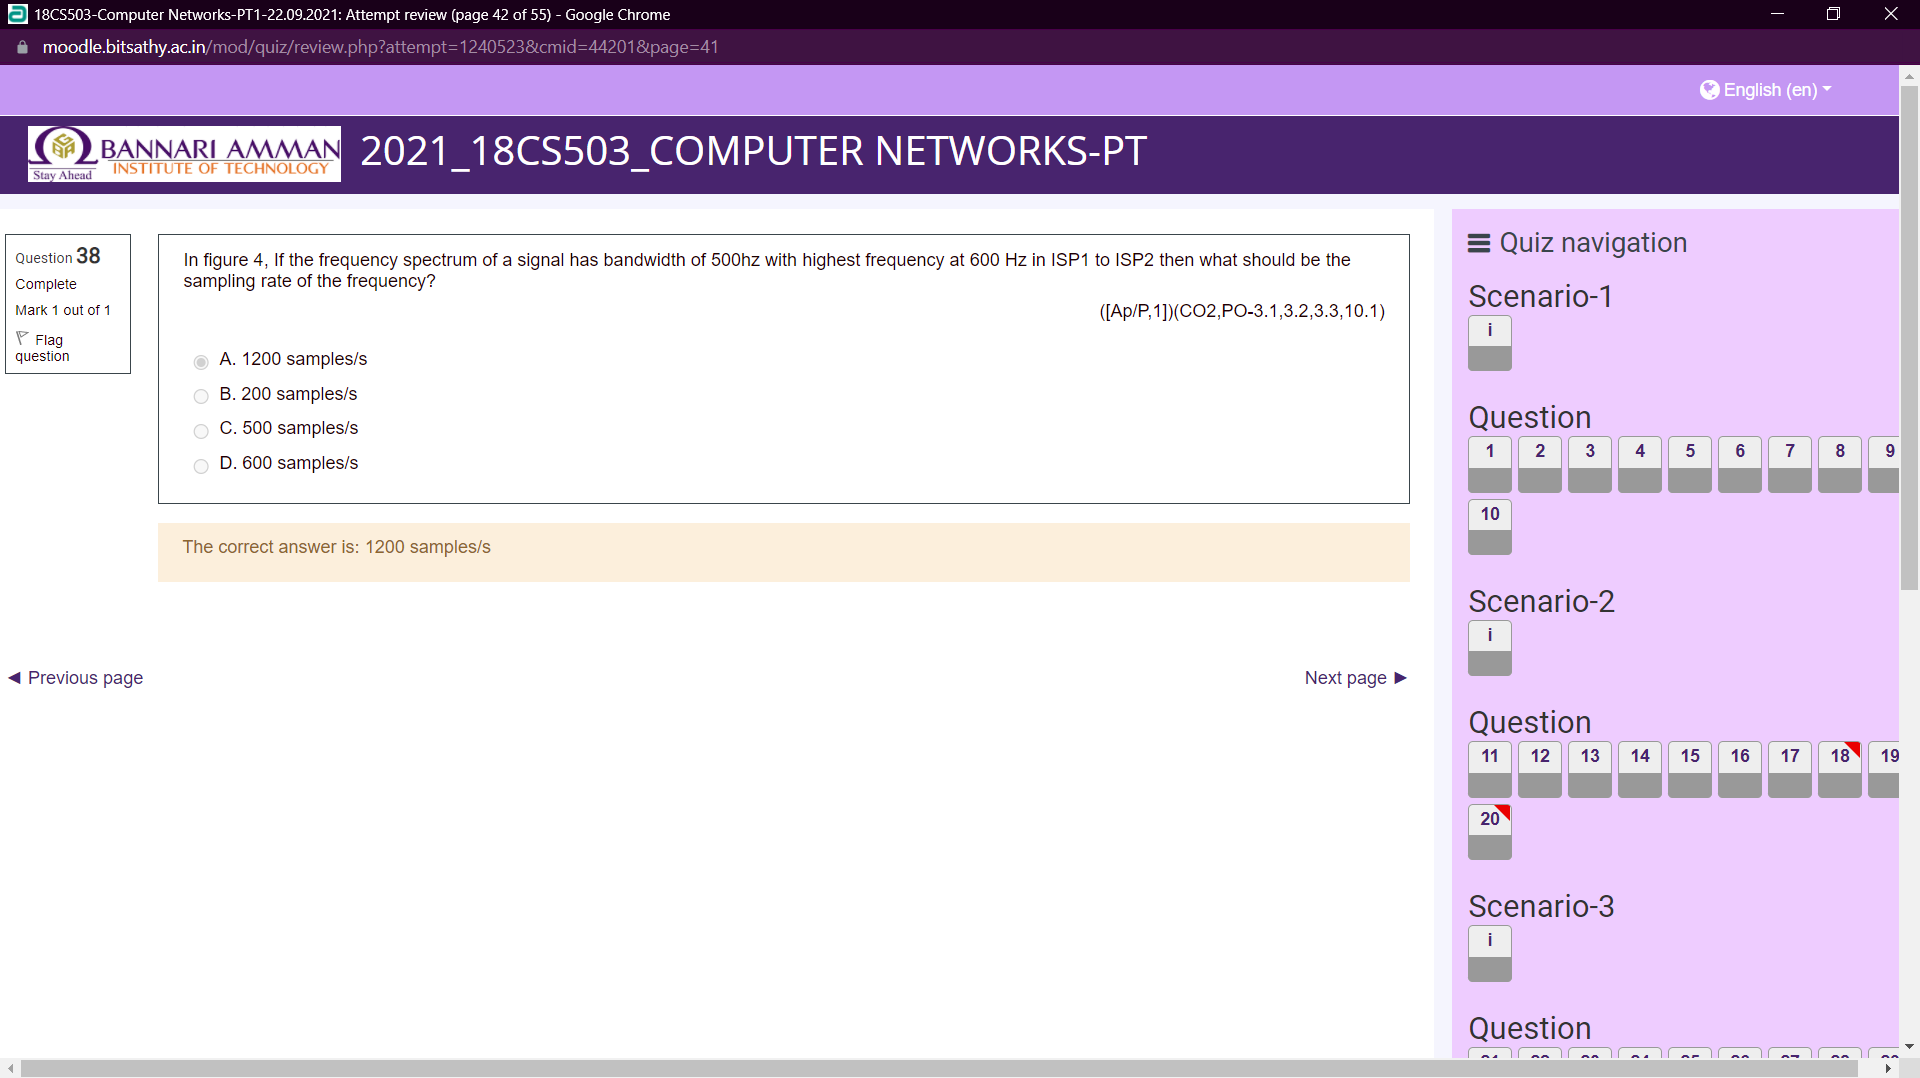 18CS503-Computer Networks-PT1-22.09.2021: Attempt review (page 42 of 55) - Google Chrome
moodle.bitsathy.ac.in/mod/quiz/review.php?attempt=1240523&cmid=44201&page=41
English (en)
BANNARI AMMAN
INSTITUTE OF TECHNOLOGY
Stay Ahead
2021_18CS503_COMPUTER NETWORKS-PT
Question 38
Complete
Mark 1 out of 1
Flag
question
In figure 4, If the frequency spectrum of a signal has bandwidth of 500hz with highest frequency at 600 Hz in ISP1 to ISP2 then what should be the
sampling rate of the frequency?
([Ap/P,1])(CO2,PO-3.1,3.2,3.3,10.1)
A. 1200 samples/s
B. 200 samples/s
C. 500 samples/s
D. 600 samples/s
The correct answer is: 1200 samples/s
◄ Previous page
Next page ►
Quiz navigation
Scenario-1
i
Question
1 2 3 4 5 6 7 8 9
10
Scenario-2
i
Question
11 12 13 14 15 16 17 18 19
20
Scenario-3
i
Question